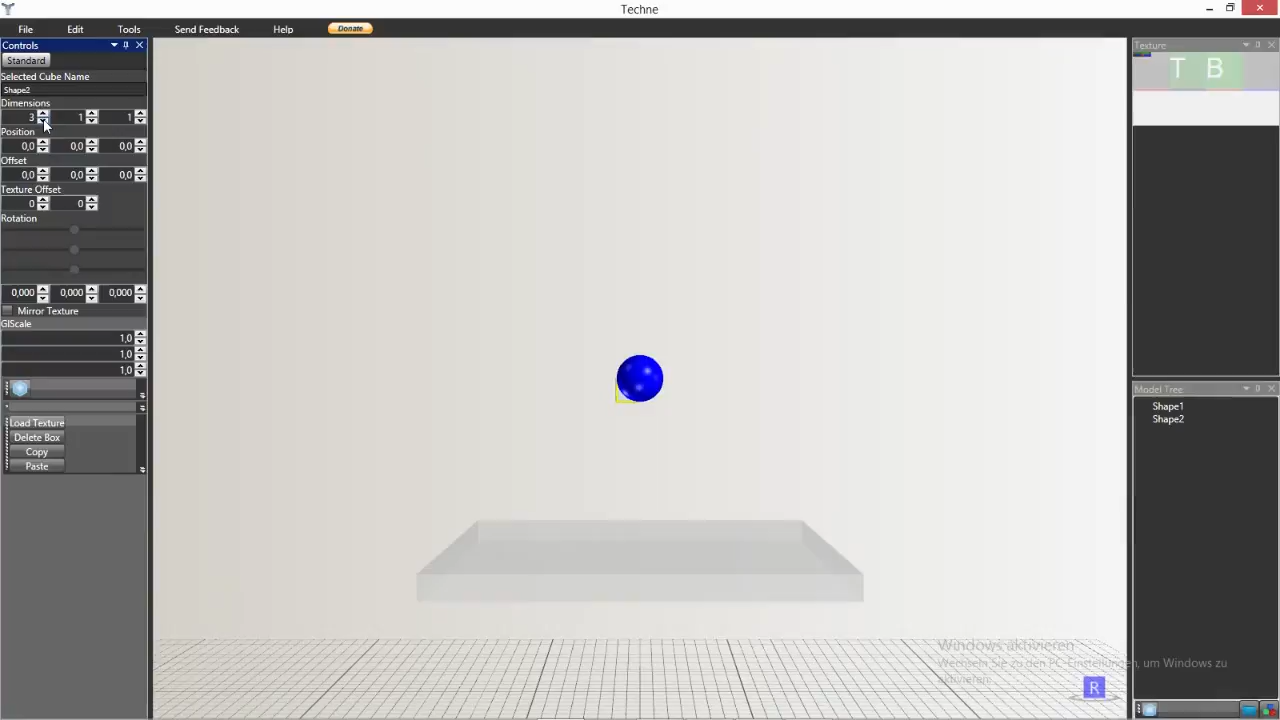 Techne
File Edit Tools Send Feedback Help Donate
Controls
Standard
Selected Cube Name
Shape2
Dimensions
3 1 1
Position
0,0 0,0 0,0
Offset
0,0 0,0 0,0
Texture Offset
0 0
Rotation
0,000 0,000 0,000
Mirror Texture
GlScale
1,0
1,0
1,0
Load Texture
Delete Box
Copy
Paste
Texture
T B
Model Tree
Shape1
Shape2
Windows aktivieren
Wechseln Sie zu den PC-Einstellungen, um Windows zu
aktivieren.
R